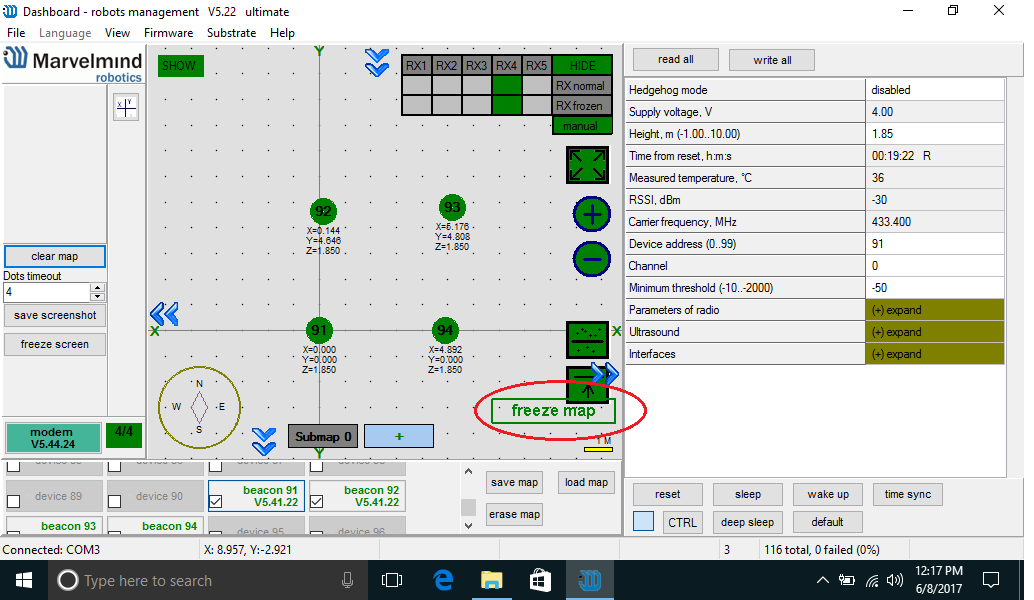 Dashboard - robots management V5.22 ultimate
File Language View Firmware Substrate Help
Marvelmind
robotics
X Y
clear map
Dots timeout
4
save screenshot
freeze screen
modem
V5.44.24
4/4
SHOW
Y
RX1 RX2 RX3 RX4 RX5 HIDE
RX normal
RX frozen
manual
92
X=0.144
Y=4.646
Z=1.850
93
X=5.176
Y=4.808
Z=1.850
X
X
91
X=0.000
Y=0.000
Z=1.850
94
X=4.892
Y=0.000
Z=1.850
N
W E
S
freeze map
Submap 0
+
Y
1 M
device 89
device 90
beacon 91
V5.41.22
beacon 92
V5.41.22
beacon 93
beacon 94
device 95
device 96
save map
load map
erase map
read all
write all
Hedgehog mode disabled
Supply voltage, V 4.00
Height, m (-1.00..10.00) 1.85
Time from reset, h:m:s 00:19:22 R
Measured temperature, °C 36
RSSI, dBm -30
Carrier frequency, MHz 433.400
Device address (0..99) 91
Channel 0
Minimum threshold (-10..-2000) -50
Parameters of radio (+) expand
Ultrasound (+) expand
Interfaces (+) expand
reset
sleep
wake up
time sync
CTRL
deep sleep
default
Connected: COM3
X: 8.957, Y:-2.921
3
116 total, 0 failed (0%)
Type here to search
12:17 PM
6/8/2017